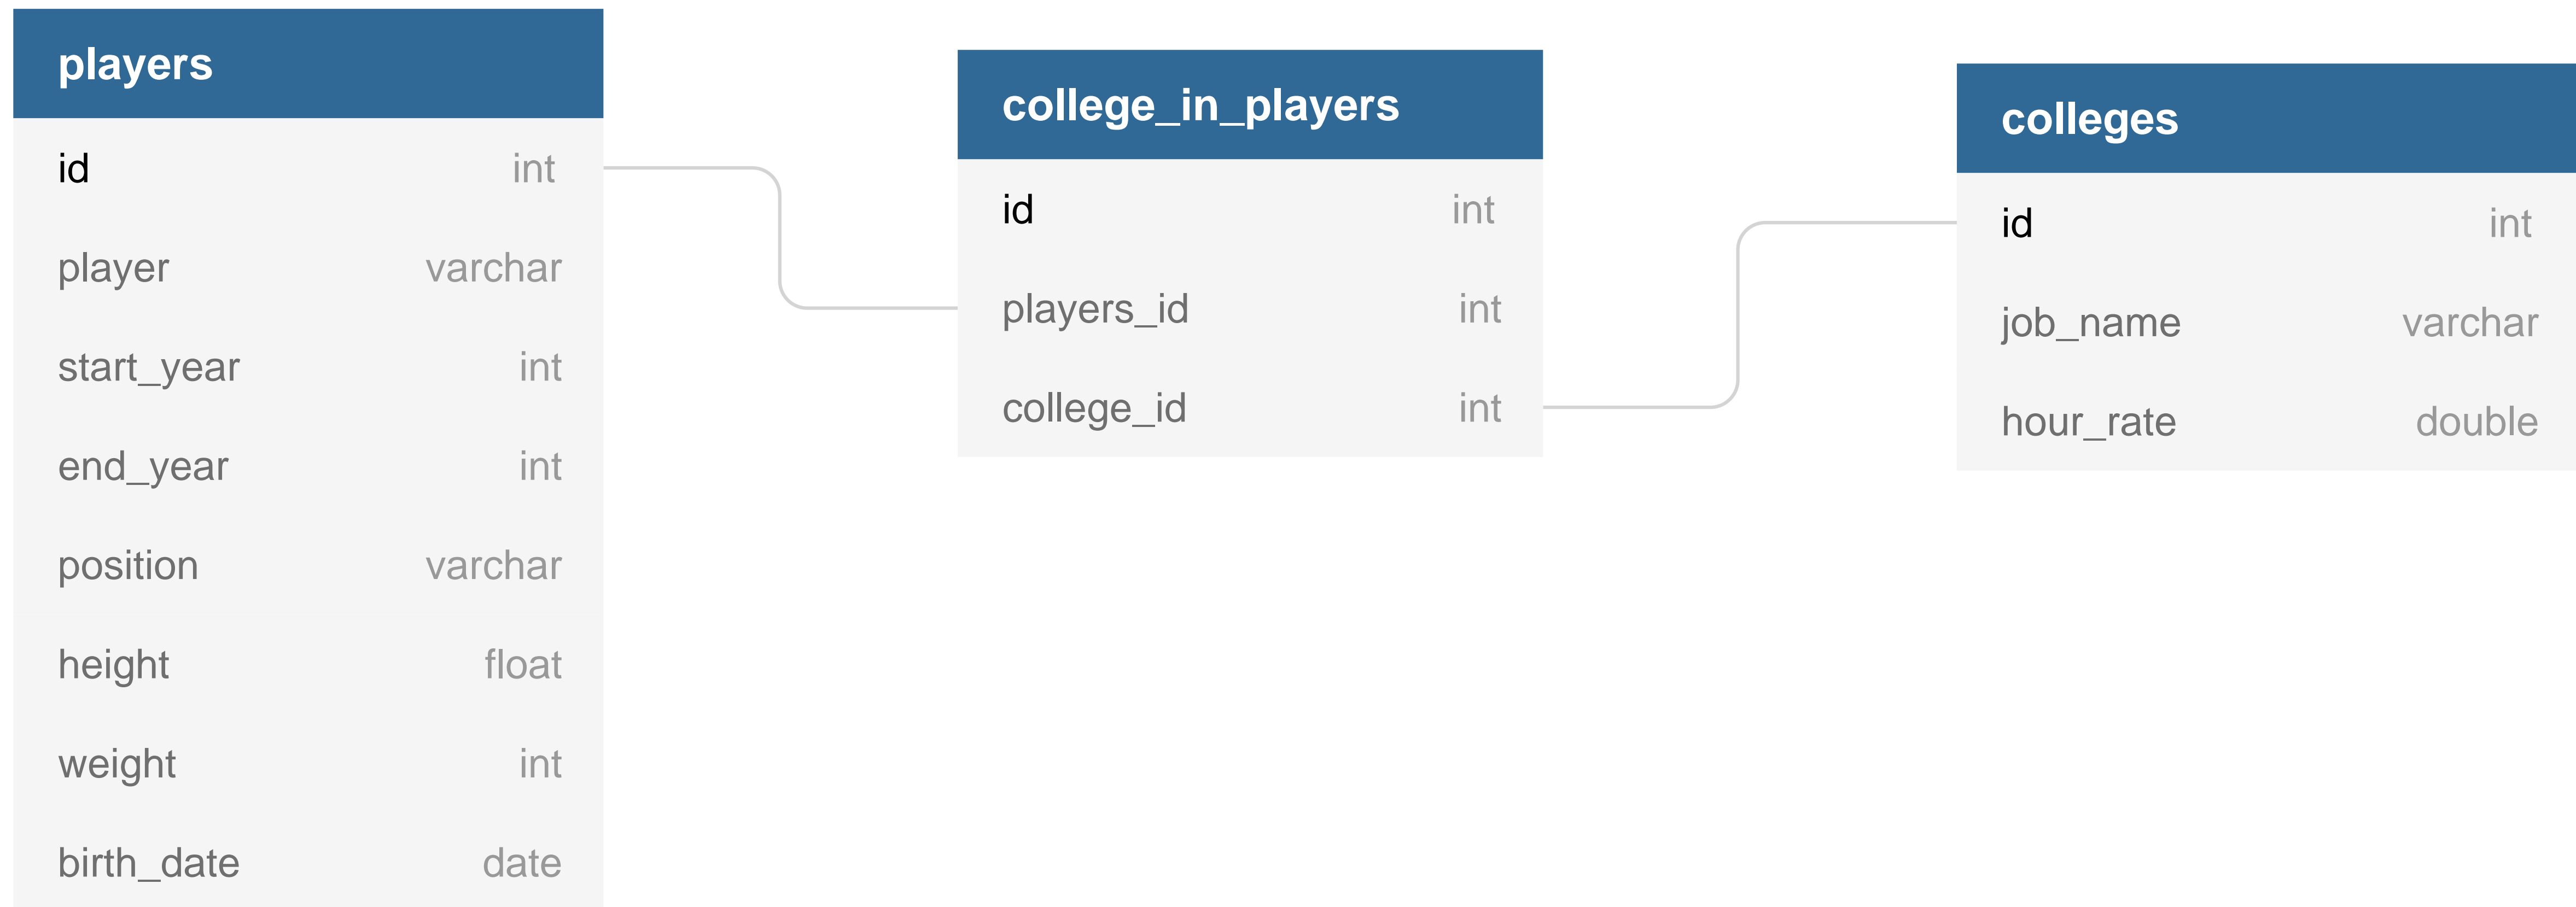 players
id int
player varchar
start_year int
end_year int
position varchar
height float
weight int
birth_date date
college_in_players
id int
players_id int
college_id int
colleges
id int
job_name varchar
hour_rate double